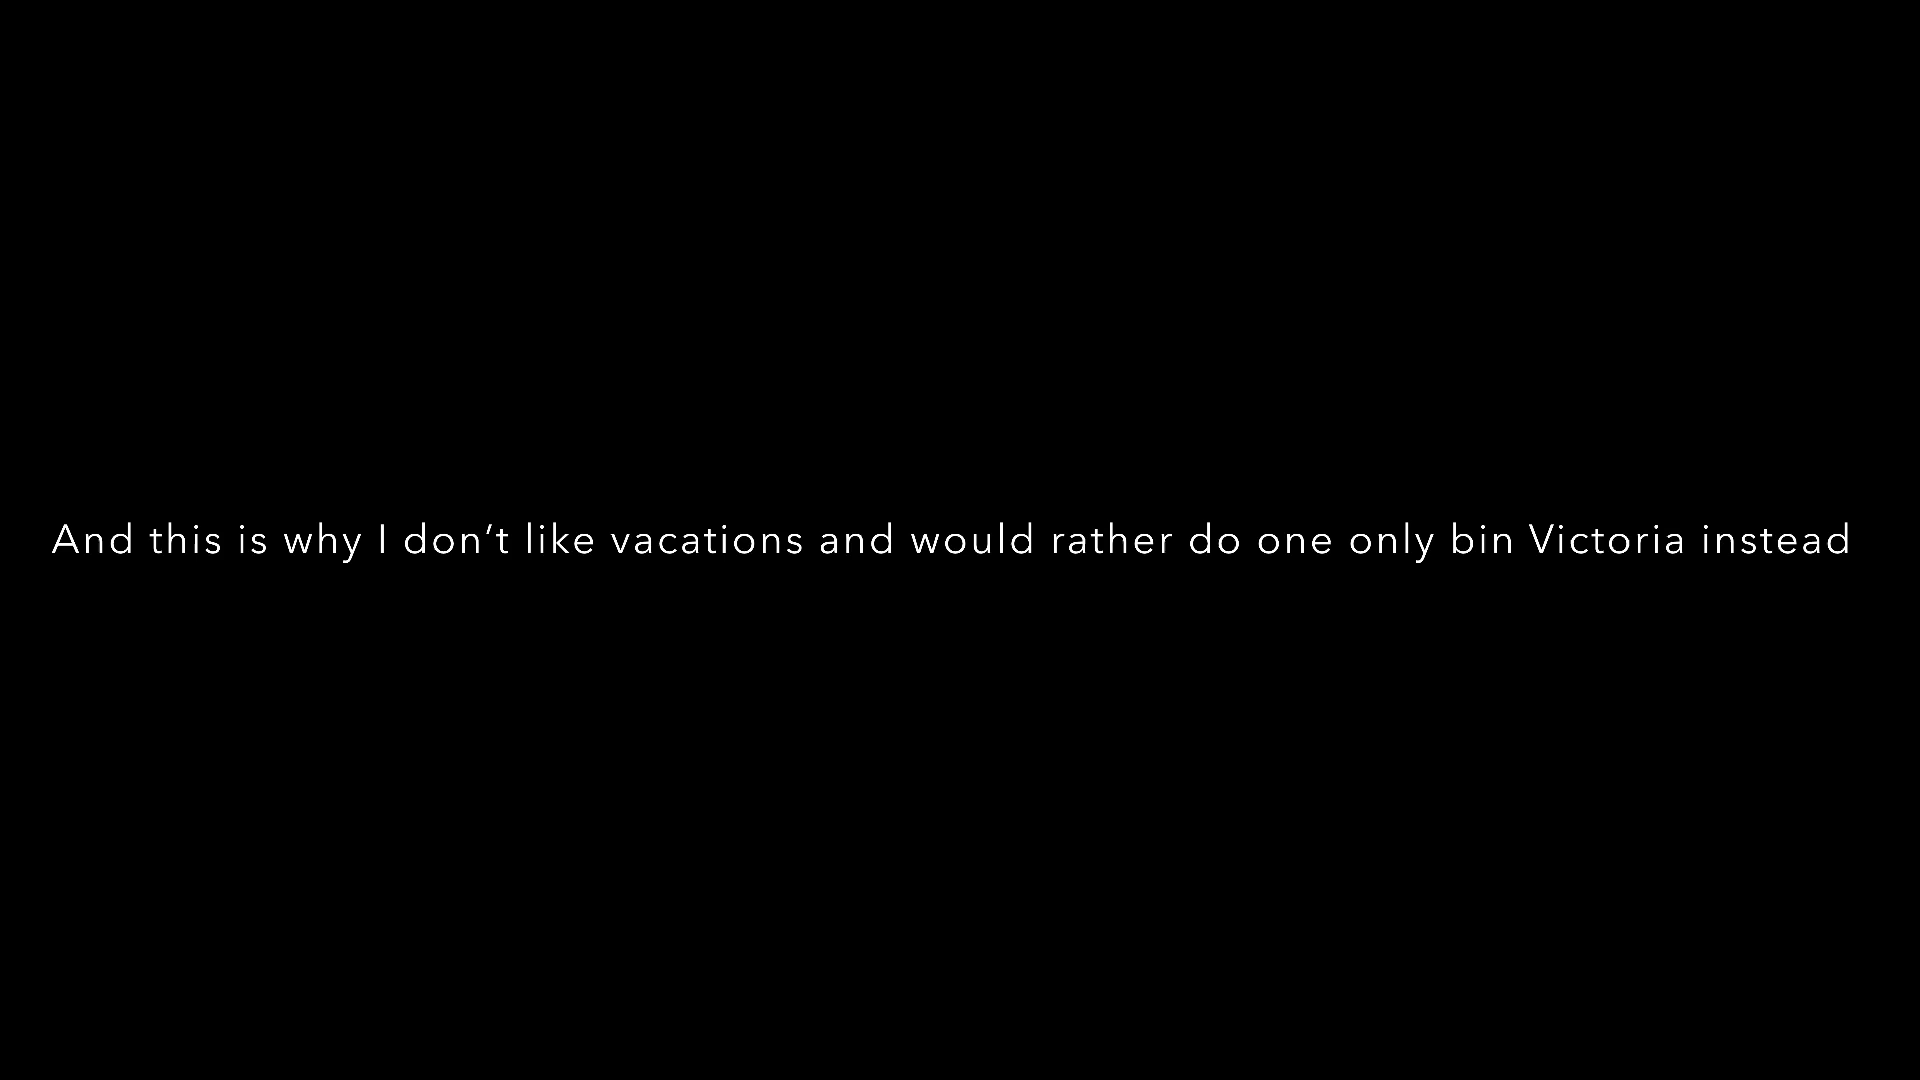 And this is why I don’t like vacations and would rather do one only bin Victoria instead